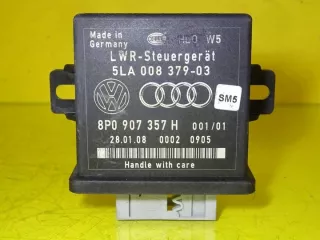 Made in
Germany
HELLA
W5
LWR-Steuergerät
5LA 008 379-03
SM5
8P0 907 357 H 001/01
28.01.08 0002 0905
Handle with care